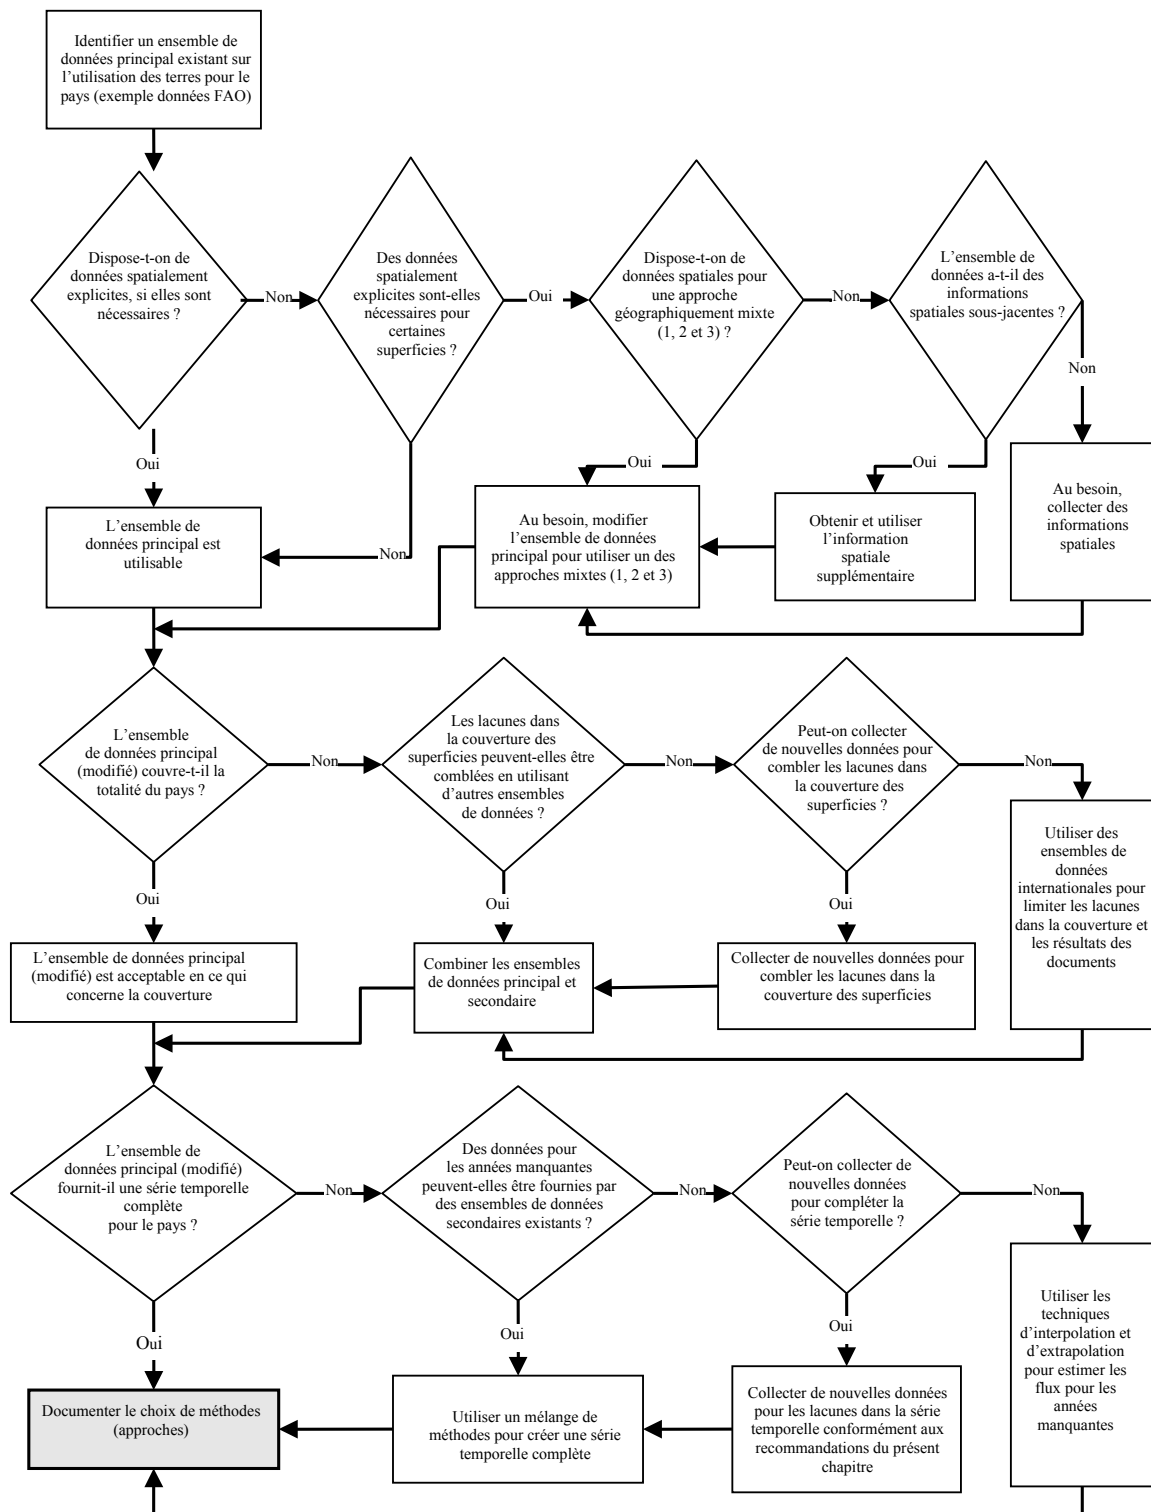 Identifier un ensemble de
données principal existant sur
l'utilisation des terres pour le
pays (exemple données FAO)
Dispose-t-on de
données spatialement
explicites, si elles sont
nécessaires ?
Non
Des données
spatialement
explicites sont-elles
nécessaires pour
certaines
superficies ?
Oui
Dispose-t-on de
données spatiales pour
une approche
géographiquement mixte
(1, 2 et 3) ?
Non
L'ensemble de
données a-t-il des
informations
spatiales sous-jacentes ?
Non
Oui
Oui
Oui
L'ensemble de
données principal est
utilisable
Non
Au besoin, modifier
l'ensemble de données
principal pour utiliser un des
approches mixtes (1, 2 et 3)
Obtenir et utiliser
l'information
spatiale
supplémentaire
Au besoin,
collecter des
informations
spatiales
L'ensemble
de données principal
(modifié) couvre-t-il la
totalité du pays ?
Non
Les lacunes dans
la couverture des
superficies peuvent-elles être
comblées en utilisant
d'autres ensembles
de données ?
Non
Peut-on collecter
de nouvelles données pour
combler les lacunes dans
la couverture des
superficies ?
Non
Oui
Oui
Oui
Utiliser des
ensembles de
données
internationales pour
limiter les lacunes
dans la couverture et
les résultats des
documents
L'ensemble de données principal
(modifié) est acceptable en ce qui
concerne la couverture
Combiner les ensembles
de données principal et
secondaire
Collecter de nouvelles données pour
combler les lacunes dans la
couverture des superficies
L'ensemble de
données principal (modifié)
fournit-il une série temporelle
complète
pour le pays ?
Non
Des données pour
les années manquantes
peuvent-elles être fournies par
des ensembles de données
secondaires existants ?
Non
Peut-on collecter de
nouvelles données
pour compléter la
série temporelle ?
Non
Oui
Oui
Oui
Utiliser les
techniques
d'interpolation et
d'extrapolation
pour estimer les
flux pour les
années
manquantes
Documenter le choix de méthodes
(approches)
Utiliser un mélange de
méthodes pour créer une série
temporelle complète
Collecter de nouvelles données
pour les lacunes dans la série
temporelle conformément aux
recommandations du présent
chapitre